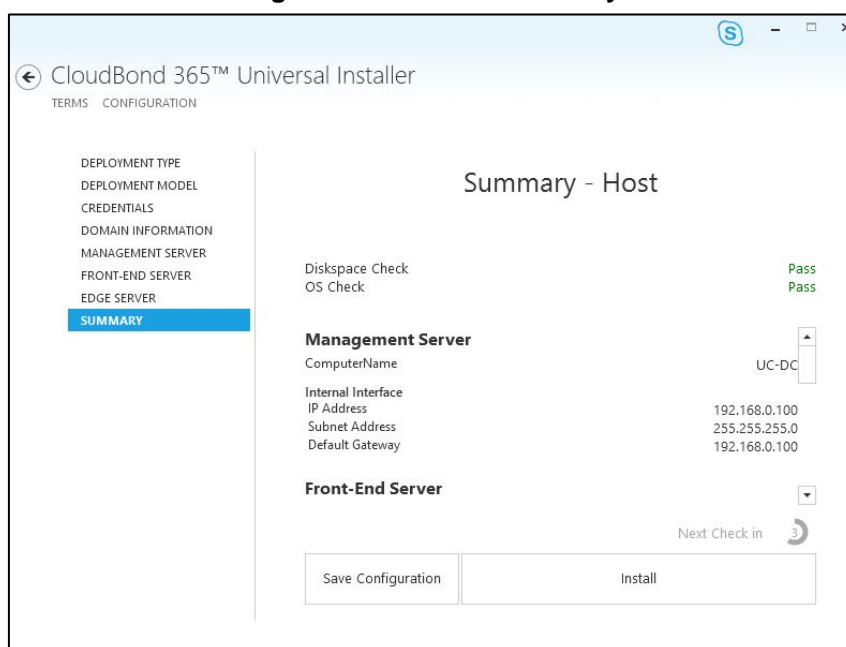 S
CloudBond 365™ Universal Installer
TERMS CONFIGURATION
DEPLOYMENT TYPE
DEPLOYMENT MODEL
CREDENTIALS
DOMAIN INFORMATION
MANAGEMENT SERVER
FRONT-END SERVER
EDGE SERVER
SUMMARY
Summary - Host
Diskspace Check Pass
OS Check Pass
Management Server
ComputerName UC-DC
Internal Interface
IP Address 192.168.0.100
Subnet Address 255.255.255.0
Default Gateway 192.168.0.100
Front-End Server
Next Check in 3
Save Configuration Install